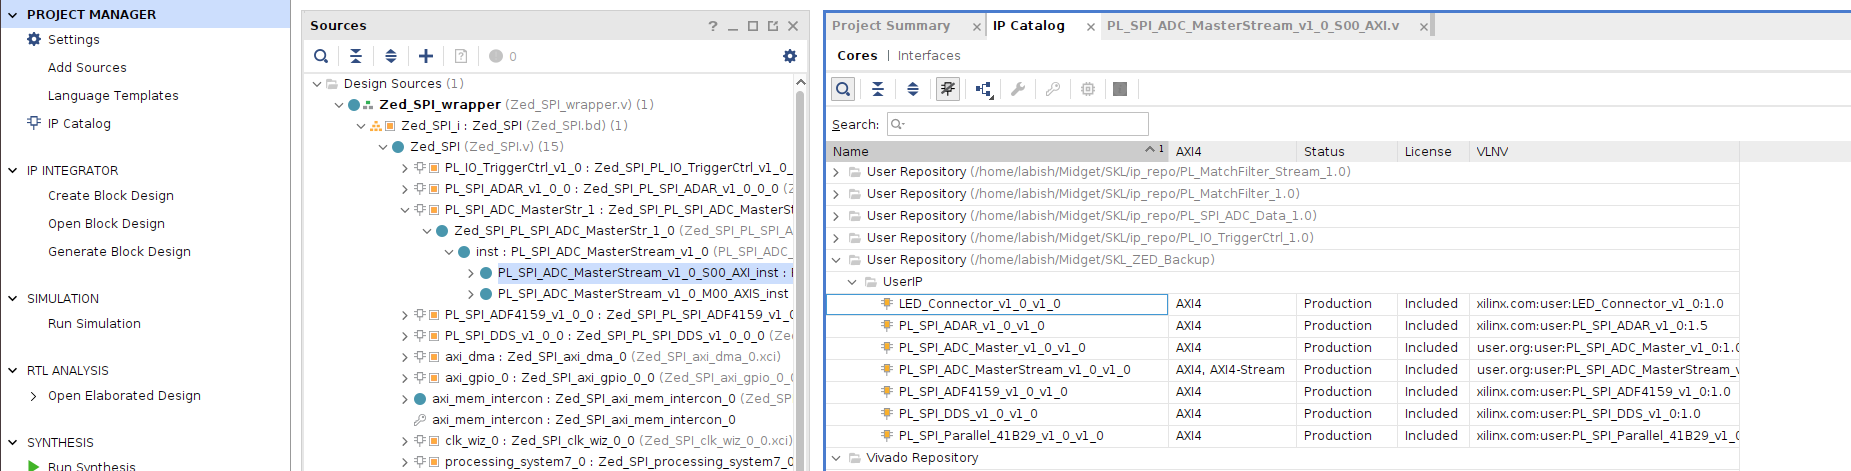 PROJECT MANAGER
Settings
Add Sources
Language Templates
IP Catalog
IP INTEGRATOR
Create Block Design
Open Block Design
Generate Block Design
SIMULATION
Run Simulation
RTL ANALYSIS
Open Elaborated Design
SYNTHESIS
Run Synthesis
Sources
0
Design Sources (1)
Zed_SPI_wrapper (Zed_SPI_wrapper.v) (1)
Zed_SPI_i : Zed_SPI (Zed_SPI.bd) (1)
Zed_SPI (Zed_SPI.v) (15)
PL_IO_TriggerCtrl_v1_0 : Zed_SPI_PL_IO_TriggerCtrl_v1_0_
PL_SPI_ADAR_v1_0_0 : Zed_SPI_PL_SPI_ADAR_v1_0_0_0 (Z
PL_SPI_ADC_MasterStr_1 : Zed_SPI_PL_SPI_ADC_MasterSt
Zed_SPI_PL_SPI_ADC_MasterStr_1_0 (Zed_SPI_PL_SPI_A
inst : PL_SPI_ADC_MasterStream_v1_0 (PL_SPI_ADC_
PL_SPI_ADC_MasterStream_v1_0_S00_AXI_inst :
PL_SPI_ADC_MasterStream_v1_0_M00_AXIS_inst
PL_SPI_ADF4159_v1_0_0 : Zed_SPI_PL_SPI_ADF4159_v1_0
PL_SPI_DDS_v1_0_0 : Zed_SPI_PL_SPI_DDS_v1_0_0_0 (Zed
axi_dma : Zed_SPI_axi_dma_0 (Zed_SPI_axi_dma_0.xci)
axi_gpio_0 : Zed_SPI_axi_gpio_0_0 (Zed_SPI_axi_gpio_0_0
axi_mem_intercon : Zed_SPI_axi_mem_intercon_0 (Zed_SP
axi_mem_intercon : Zed_SPI_axi_mem_intercon_0
clk_wiz_0 : Zed_SPI_clk_wiz_0_0 (Zed_SPI_clk_wiz_0_0.xci)
processing_system7_0 : Zed_SPI_processing_system7_0
Project Summary IP Catalog PL_SPI_ADC_MasterStream_v1_0_S00_AXI.v
Cores | Interfaces
Search:
Name 1 AXI4 Status License VLNV
User Repository (/home/labish/Midget/SKL/ip_repo/PL_MatchFilter_Stream_1.0)
User Repository (/home/labish/Midget/SKL/ip_repo/PL_MatchFilter_1.0)
User Repository (/home/labish/Midget/SKL/ip_repo/PL_SPI_ADC_Data_1.0)
User Repository (/home/labish/Midget/SKL/ip_repo/PL_IO_TriggerCtrl_1.0)
User Repository (/home/labish/Midget/SKL_ZED_Backup)
UserIP
LED_Connector_v1_0_v1_0 AXI4 Production Included xilinx.com:user:LED_Connector_v1_0:1.0
PL_SPI_ADAR_v1_0_v1_0 AXI4 Production Included xilinx.com:user:PL_SPI_ADAR_v1_0:1.5
PL_SPI_ADC_Master_v1_0_v1_0 AXI4 Production Included user.org:user:PL_SPI_ADC_Master_v1_0:1.0
PL_SPI_ADC_MasterStream_v1_0_v1_0 AXI4, AXI4-Stream Production Included user.org:user:PL_SPI_ADC_MasterStream_v
PL_SPI_ADF4159_v1_0_v1_0 AXI4 Production Included xilinx.com:user:PL_SPI_ADF4159_v1_0:1.0
PL_SPI_DDS_v1_0_v1_0 AXI4 Production Included xilinx.com:user:PL_SPI_DDS_v1_0:1.0
PL_SPI_Parallel_41B29_v1_0_v1_0 AXI4 Production Included xilinx.com:user:PL_SPI_Parallel_41B29_v1_0
Vivado Repository